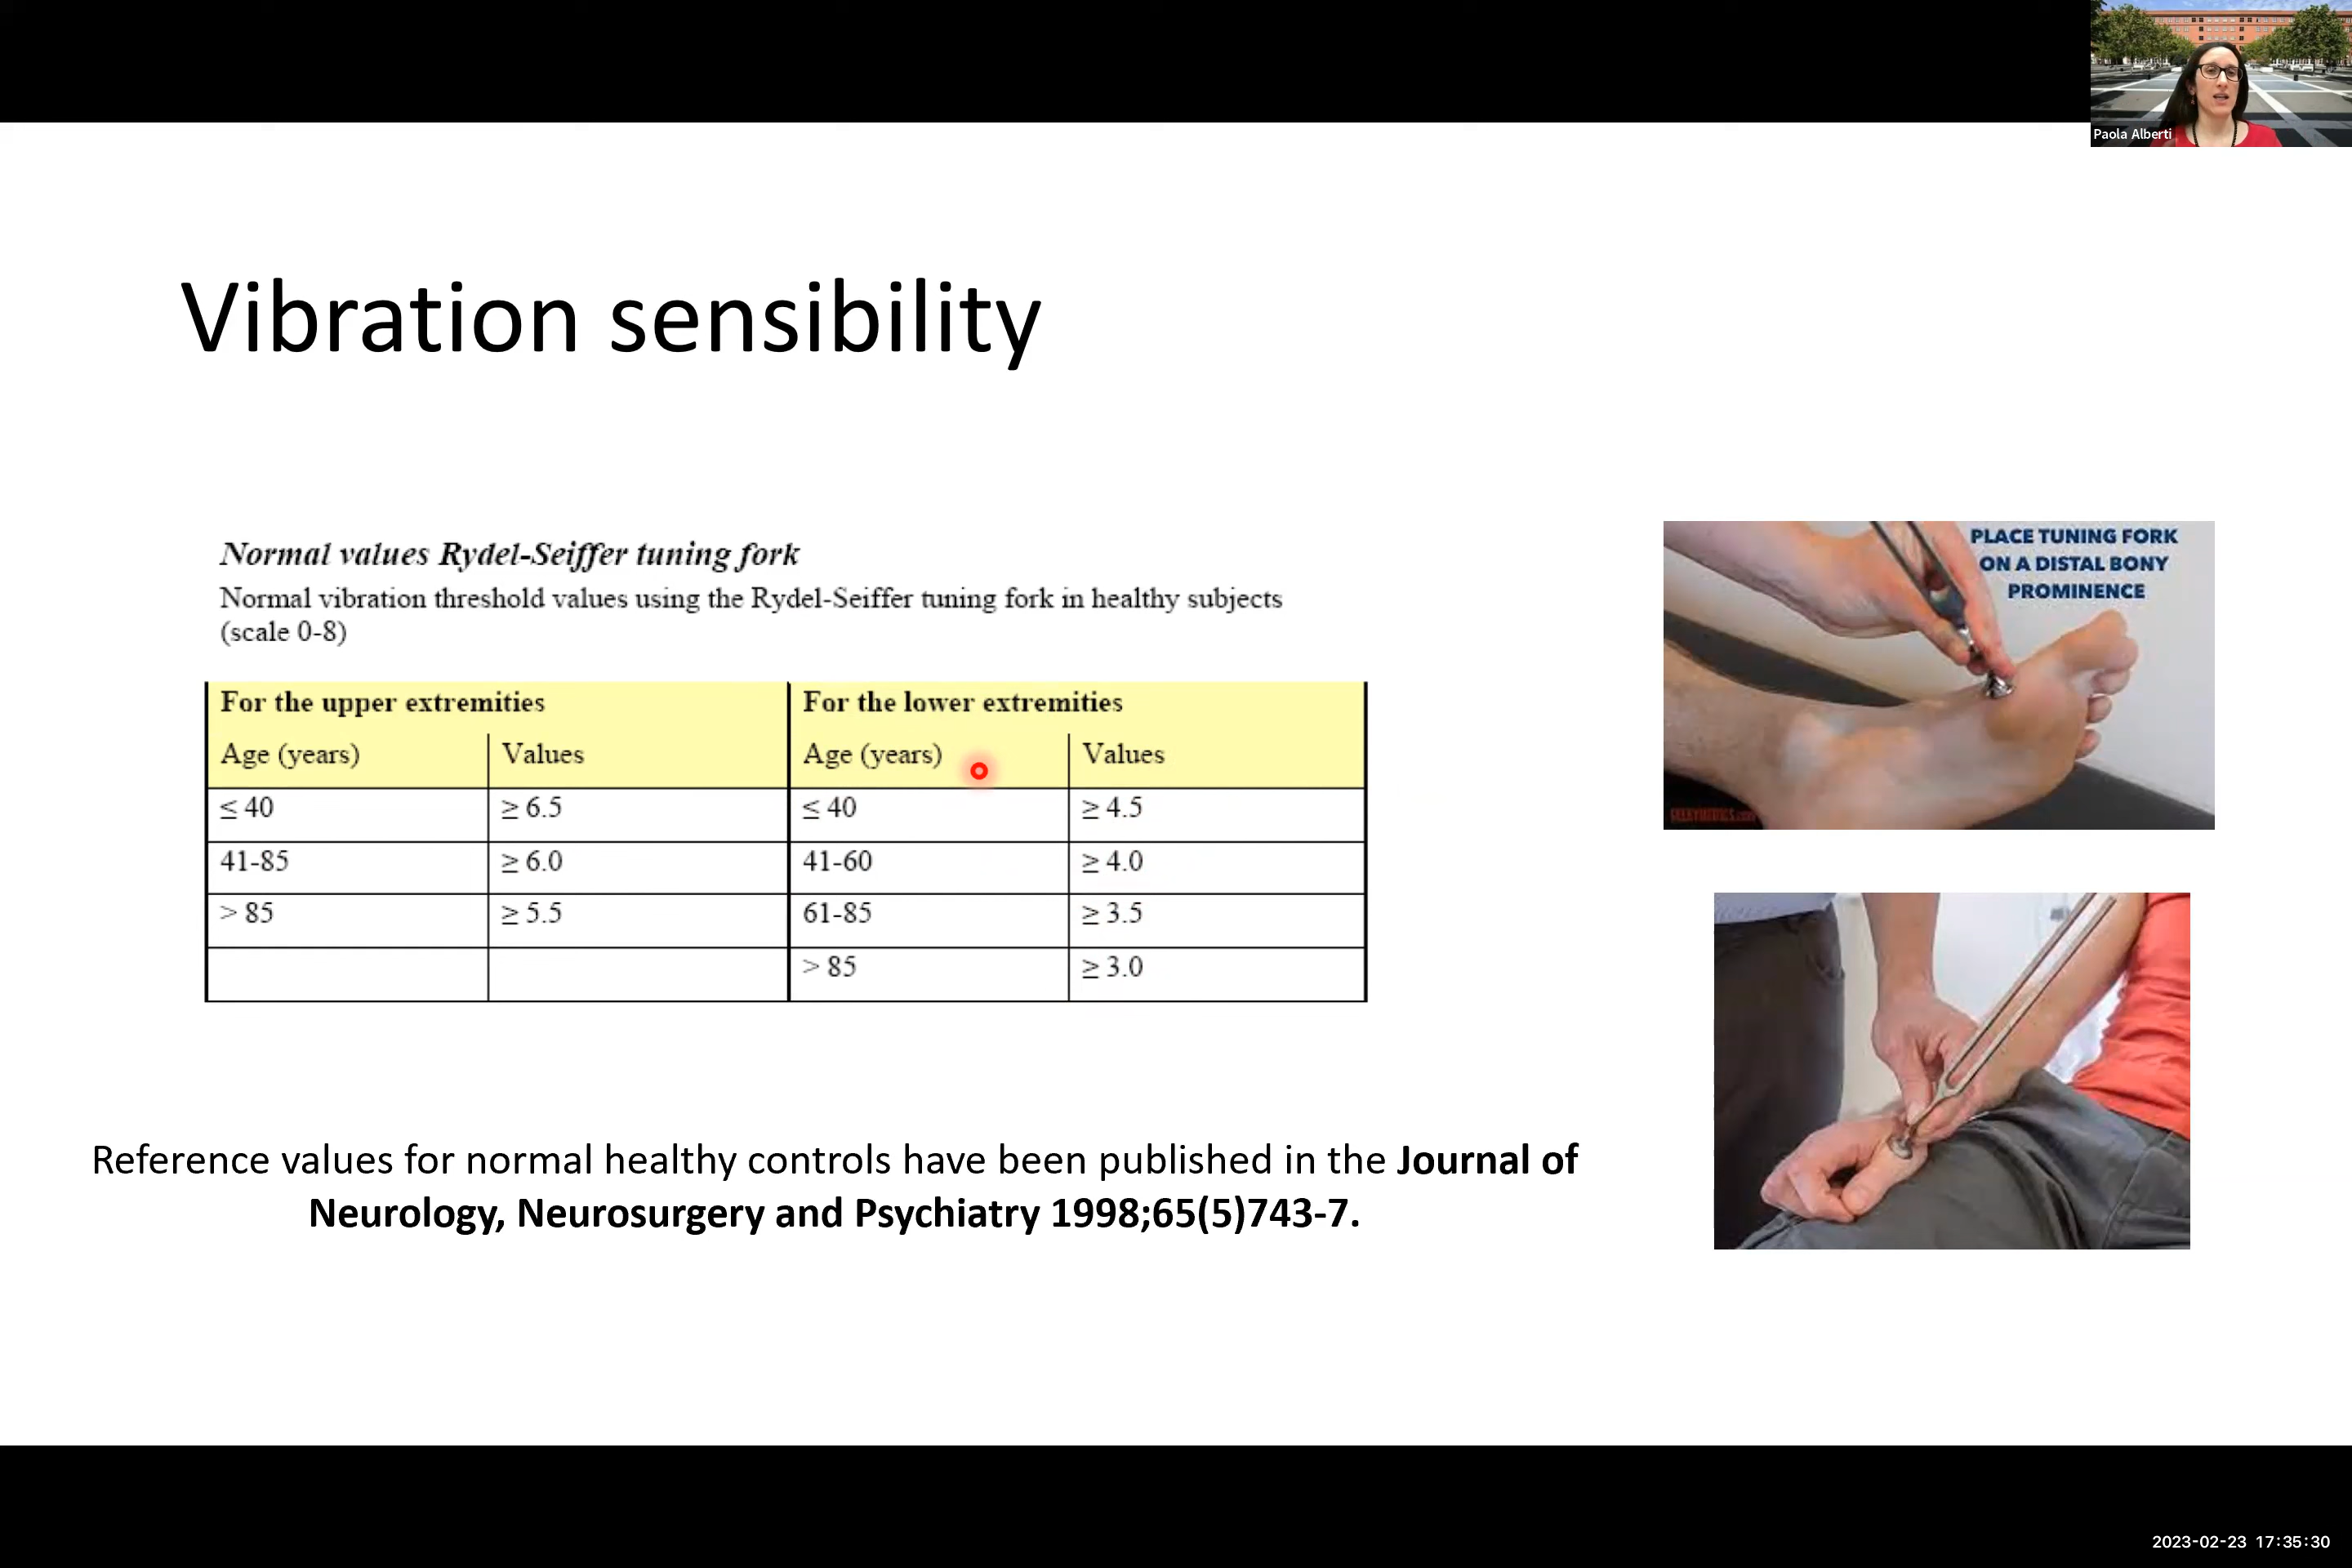 Paola Alberti
Vibration sensibility
Normal values Rydel-Seiffer tuning fork
Normal vibration threshold values using the Rydel-Seiffer tuning fork in healthy subjects
(scale 0-8)
For the upper extremities For the lower extremities
Age (years) Values Age (years) Values
≤ 40 ≥ 6.5 ≤ 40 ≥ 4.5
41-85 ≥ 6.0 41-60 ≥ 4.0
> 85 ≥ 5.5 61-85 ≥ 3.5
> 85 ≥ 3.0
PLACE TUNING FORK
ON A DISTAL BONY
PROMINENCE
Reference values for normal healthy controls have been published in the Journal of
Neurology, Neurosurgery and Psychiatry 1998;65(5)743-7.
2023-02-23 17:35:30